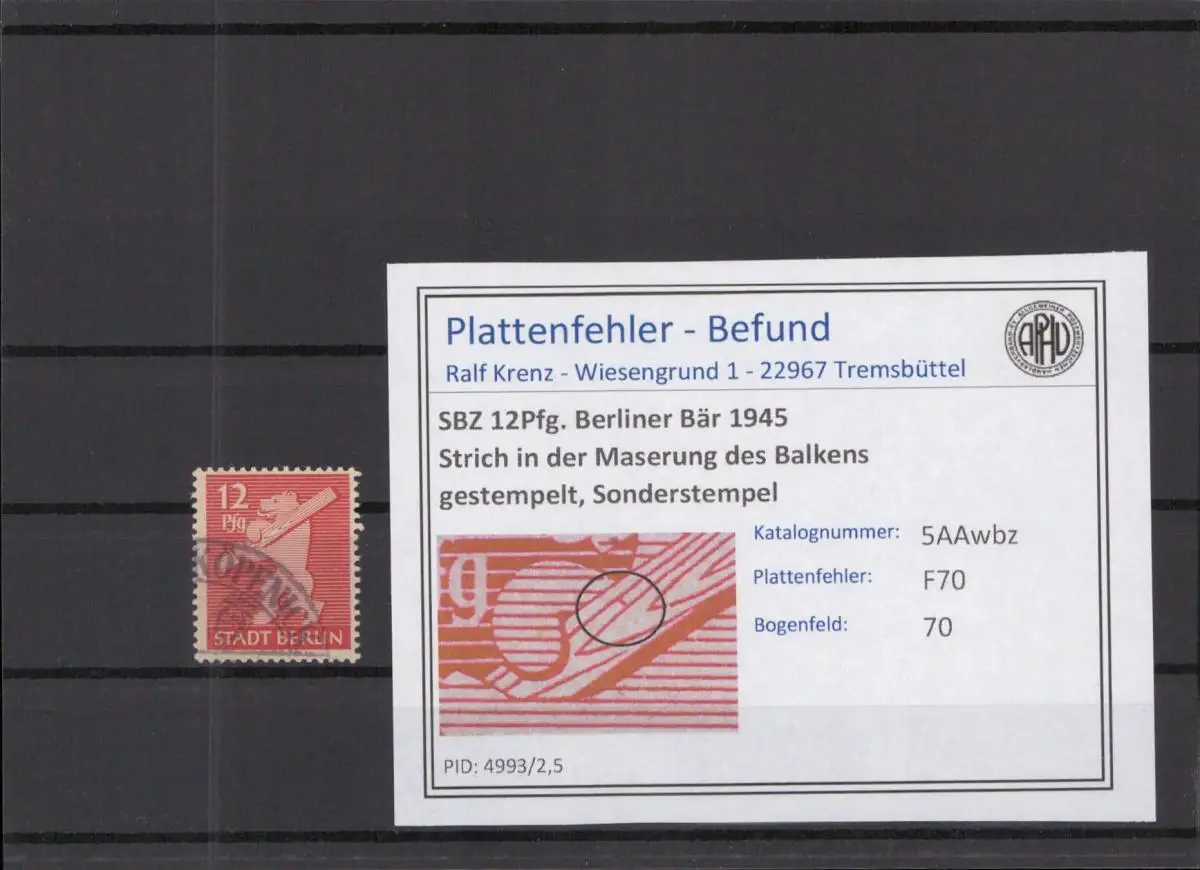 12
Pfg
STADT BERLIN
Plattenfehler - Befund
Ralf Krenz - Wiesengrund 1 - 22967 Tremsbüttel
APHV
SBZ 12Pfg. Berliner Bär 1945
Strich in der Maserung des Balkens
gestempelt, Sonderstempel
g
Katalognummer: 5AAwbz
Plattenfehler: F70
Bogenfeld: 70
PID: 4993/2,5